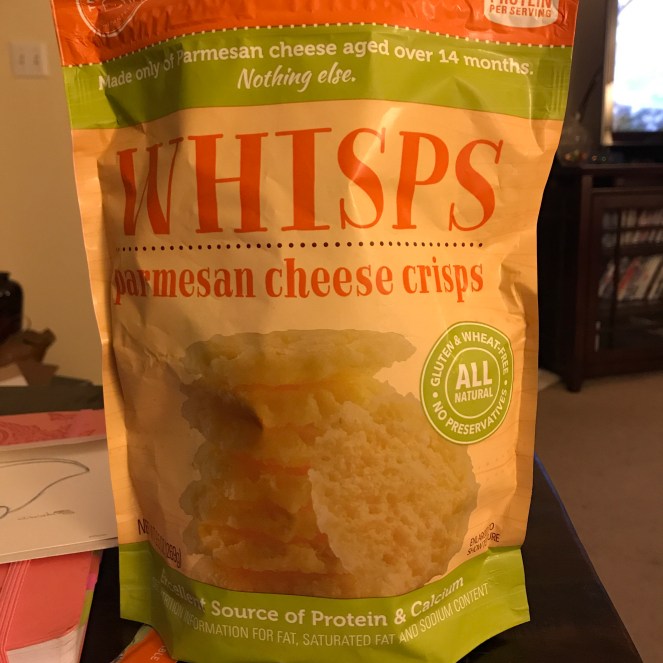 PROTEIN
PER SERVING
Made only of Parmesan cheese aged over 14 months.
Nothing else.
WHISPS
parmesan cheese crisps
GLUTEN & WHEAT-FREE
ALL
NATURAL
NO PRESERVATIVES
Excellent Source of Protein & Calcium
INFORMATION FOR FAT, SATURATED FAT AND SODIUM CONTENT